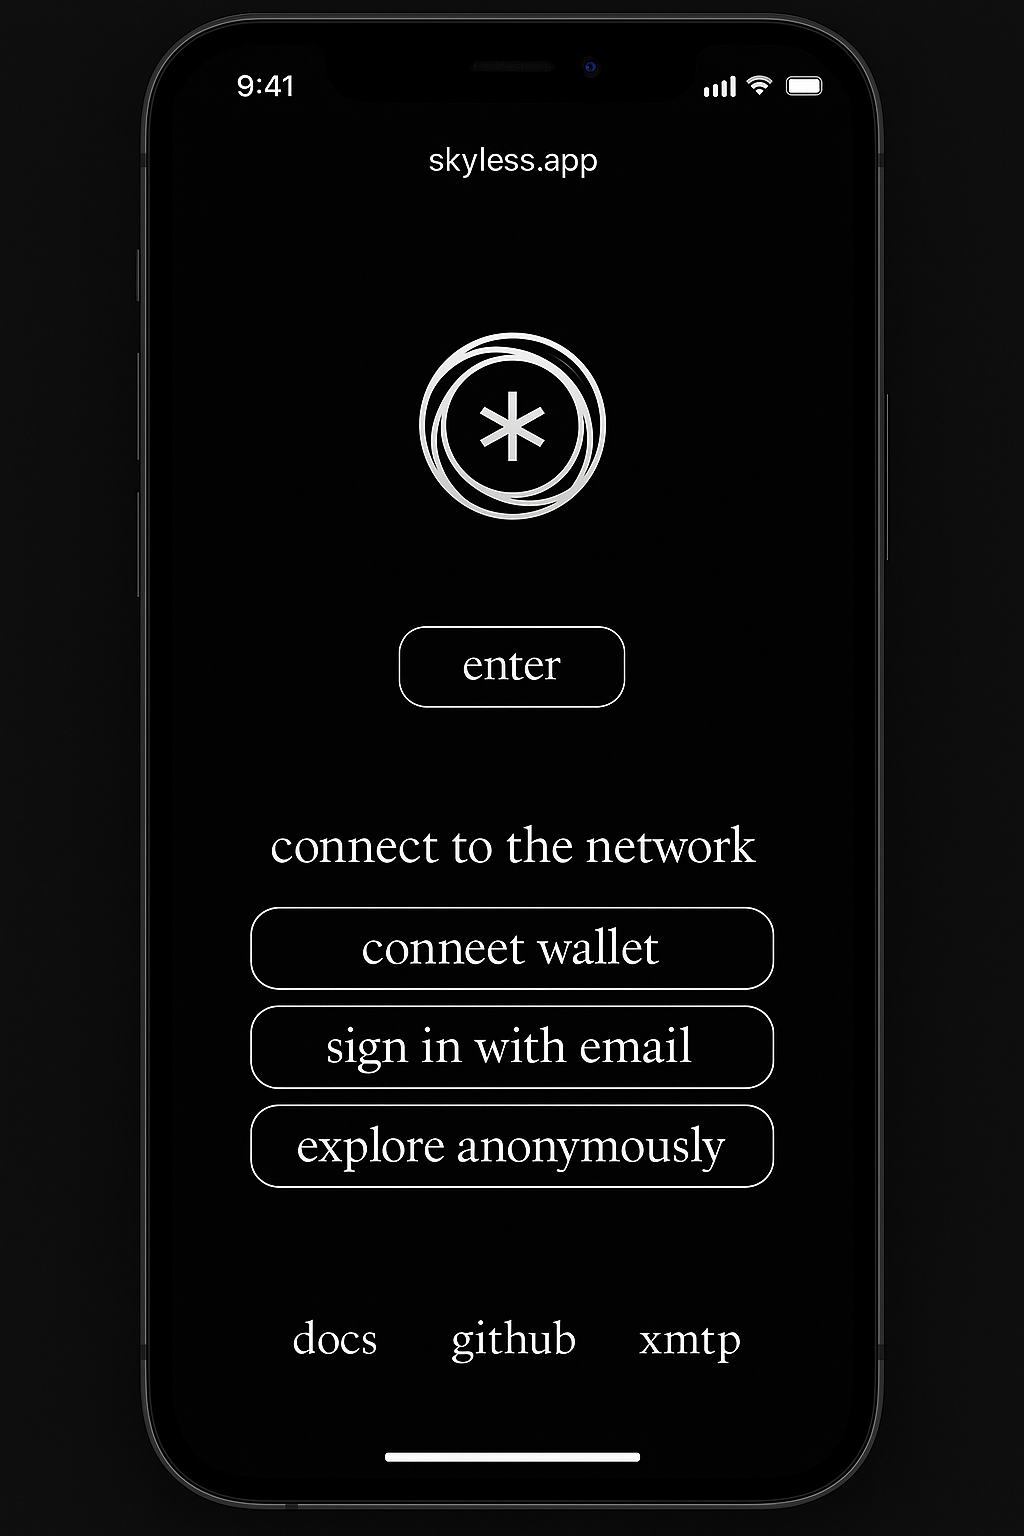 9:41
skyless.app
*
enter
connect to the network
conneet wallet
sign in with email
explore anonymously
docs github xmtp